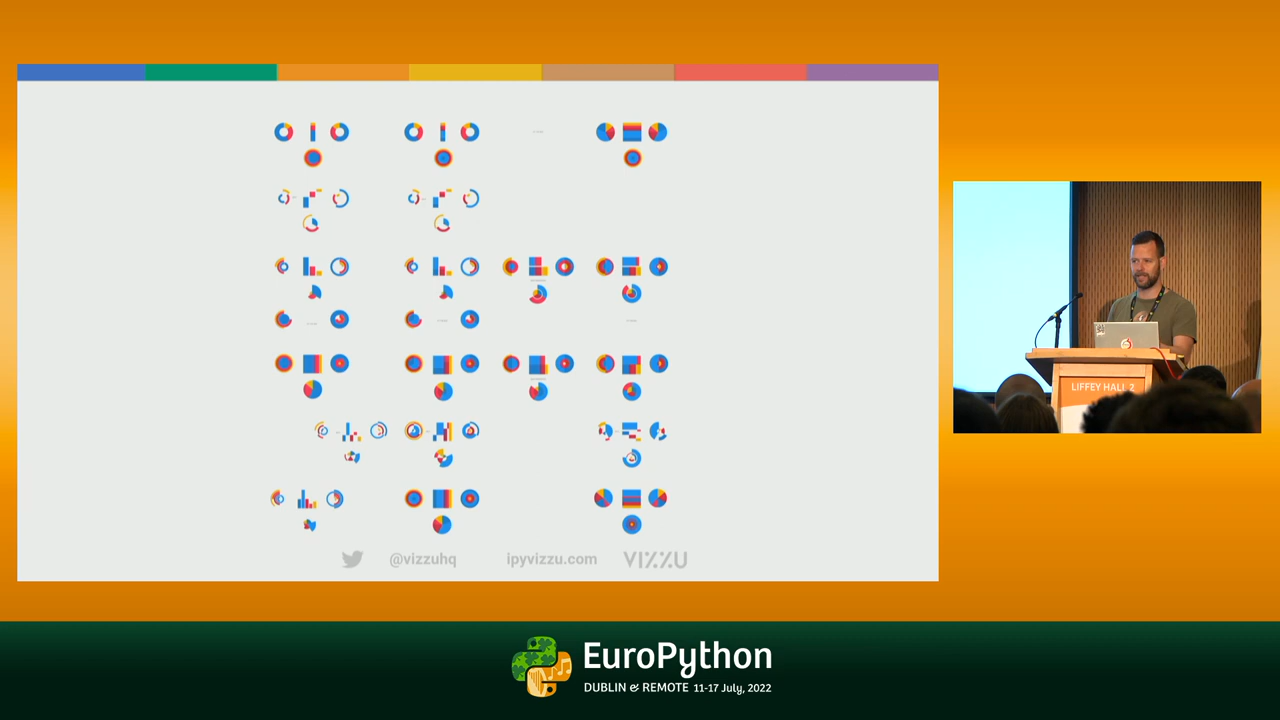 @vizzuhq ipyvizzu.com VIZZU
LIFFEY HALL 2
EuroPython
DUBLIN & REMOTE 11-17 July, 2022